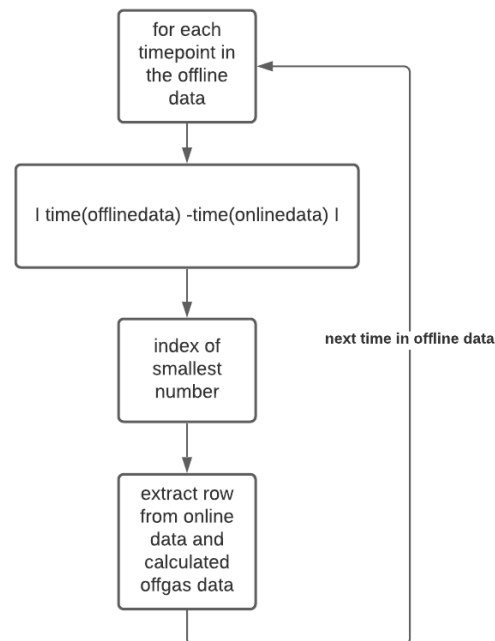 for each
timepoint in
the offline
data
| time(offlinedata) -time(onlinedata) |
index of
smallest
number
next time in offline data
extract row
from online
data and
calculated
offgas data